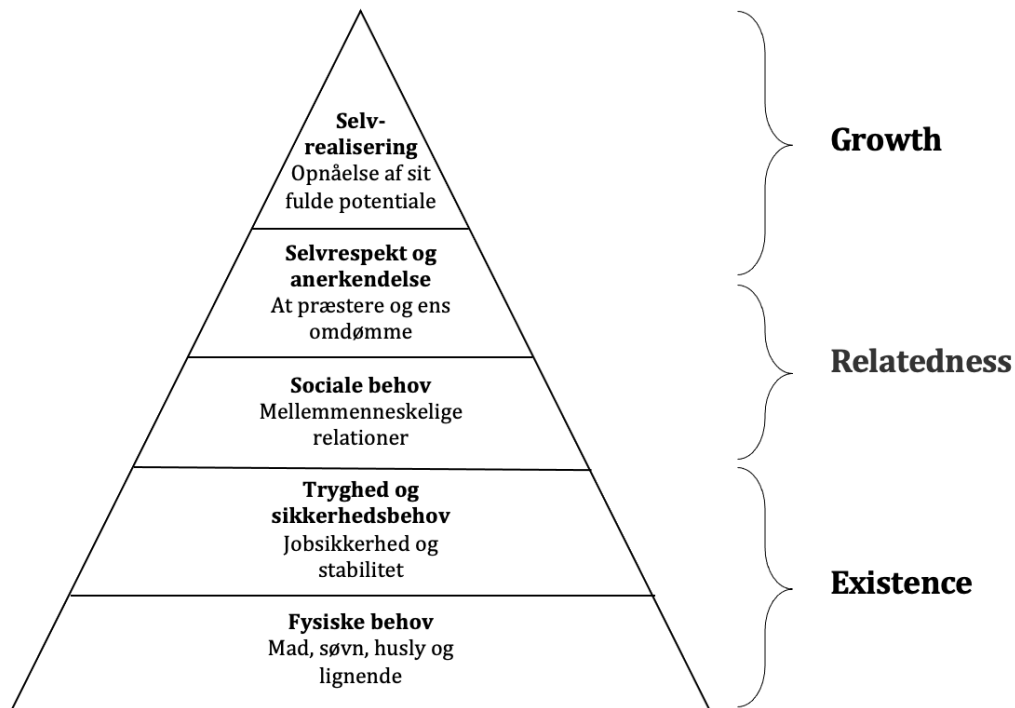 Selv-
realisering
Opnåelse af sit
fulde potentiale
Growth
Selvrespekt og
anerkendelse
At præstere og ens
omdømme
Sociale behov
Mellemmenneskelige
relationer
Relatedness
Tryghed og
sikkerhedsbehov
Jobsikkerhed og
stabilitet
Fysiske behov
Mad, søvn, husly og
lignende
Existence